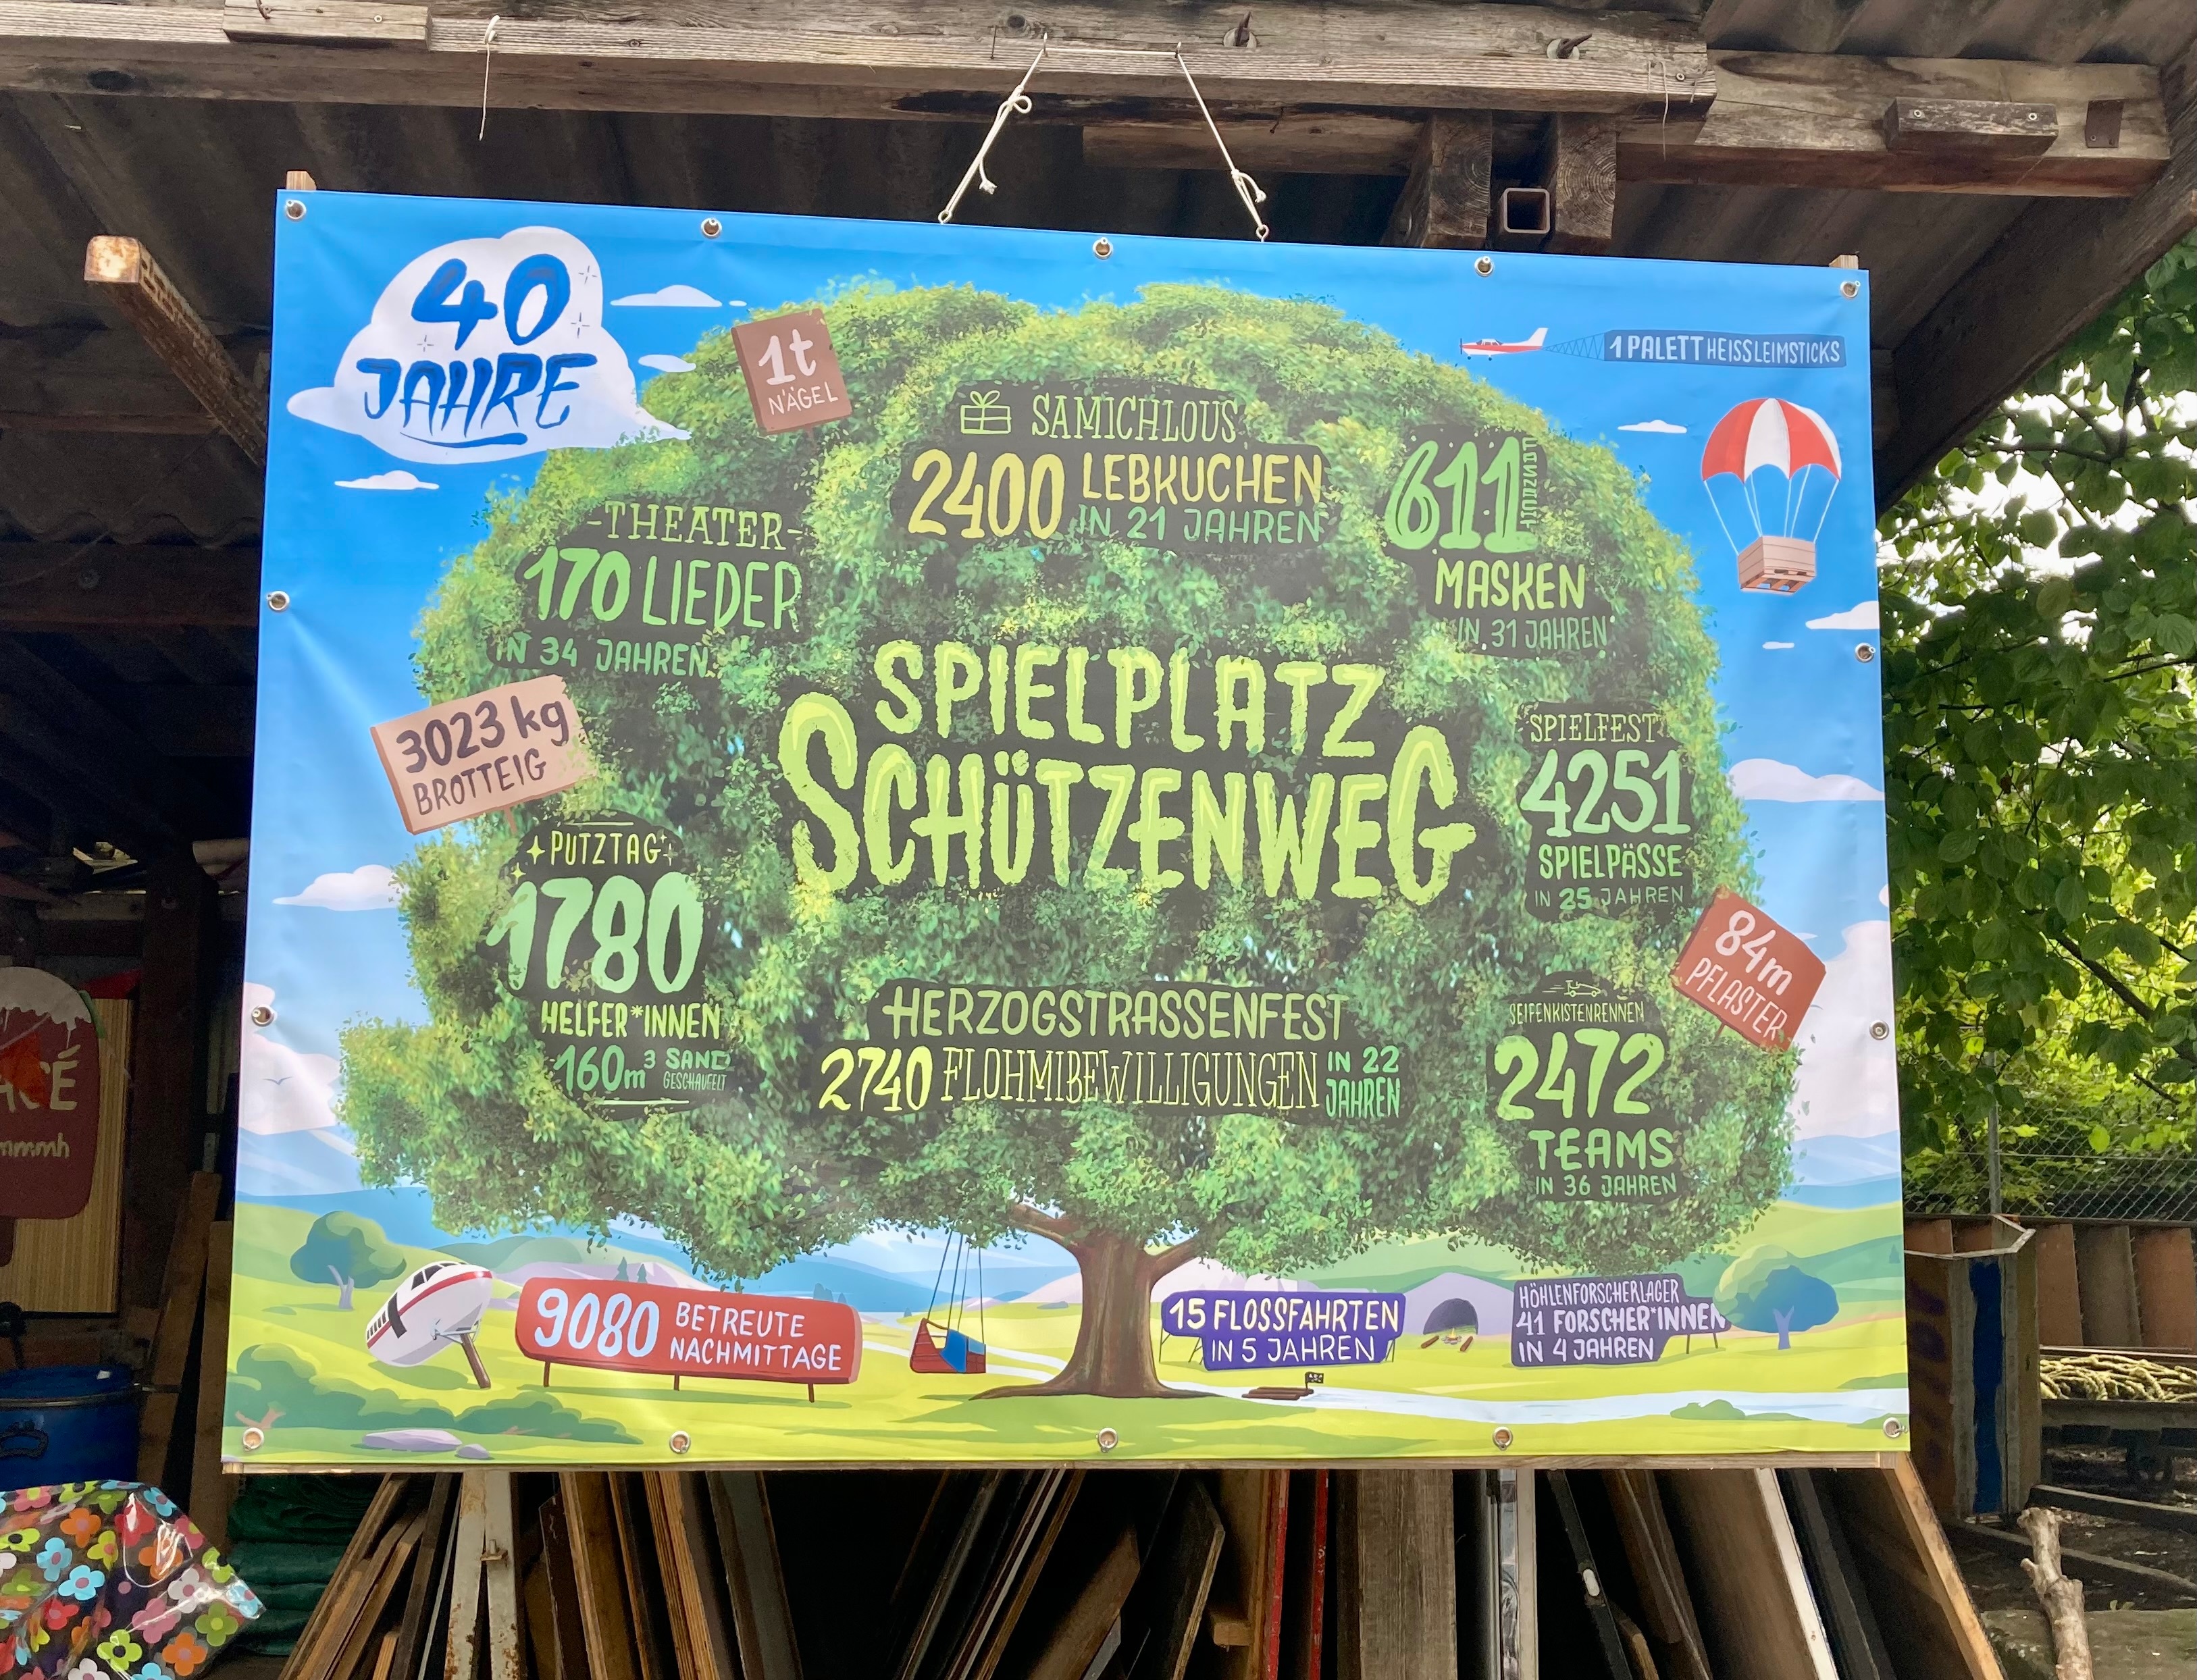 40
JAHRE
1t
NÄGEL
1 PALETT HEISSLEIMSTICKS
SAMICHLOUS
2400 LEBKUCHEN
IN 21 JAHREN
611 FASNACHT
MASKEN
IN 31 JAHREN
-THEATER-
170 LIEDER
IN 34 JAHREN
SPIELPLATZ
SCHÜTZENWEG
3023 kg
BROTTEIG
SPIELFEST
4251
SPIELPÄSSE
IN 25 JAHREN
PUTZTAG
1780
HELFER*INNEN
160m³ SAND
GESCHAUFELT
84m
PFLASTER
HERZOGSTRASSENFEST
2740 FLOHMIBEWILLIGUNGEN IN 22
JAHREN
SEIFENKISTENRENNEN
2472
TEAMS
IN 36 JAHREN
9080 BETREUTE
NACHMITTAGE
15 FLOSSFAHRTEN
IN 5 JAHREN
HÖHLENFORSCHERLAGER
41 FORSCHER*INNEN
IN 4 JAHREN